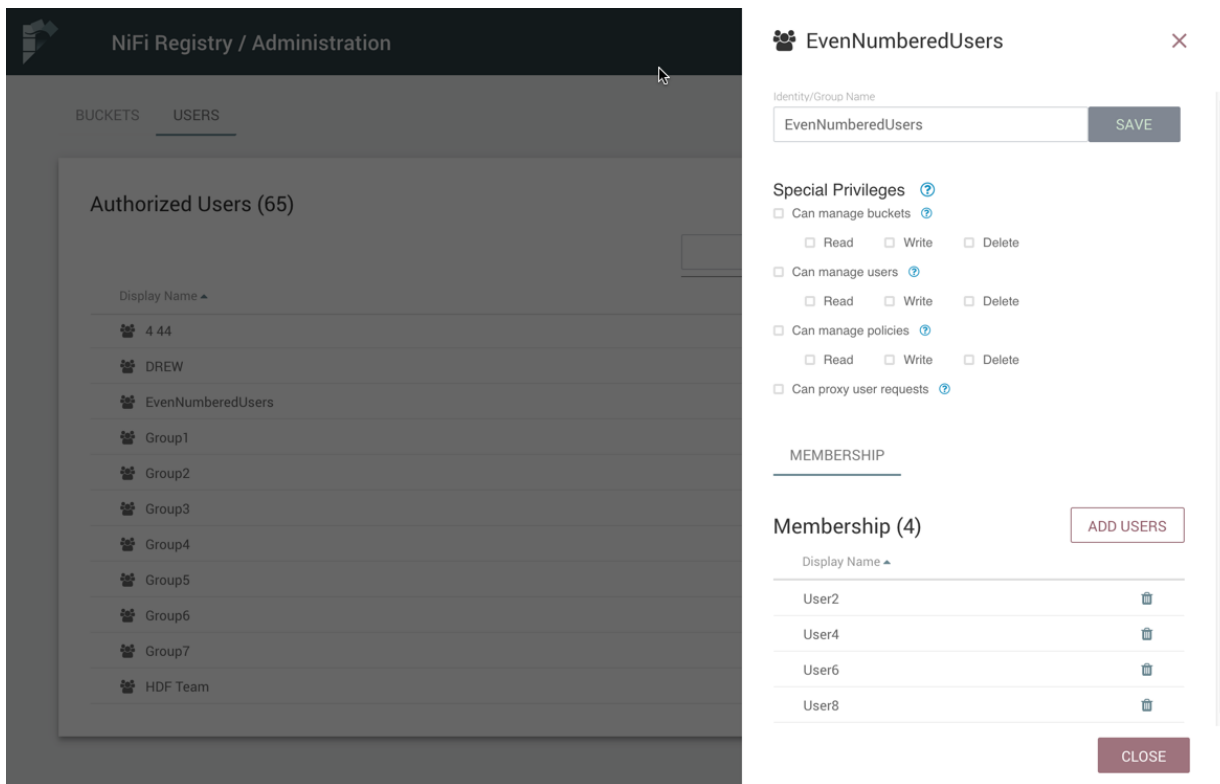 NiFi Registry / Administration
BUCKETS USERS
Authorized Users (65)
Display Name
4 44
DREW
EvenNumberedUsers
Group1
Group2
Group3
Group4
Group5
Group6
Group7
HDF Team
EvenNumberedUsers
Identity/Group Name
EvenNumberedUsers SAVE
Special Privileges
Can manage buckets
Read Write Delete
Can manage users
Read Write Delete
Can manage policies
Read Write Delete
Can proxy user requests
MEMBERSHIP
Membership (4) ADD USERS
Display Name
User2
User4
User6
User8
CLOSE